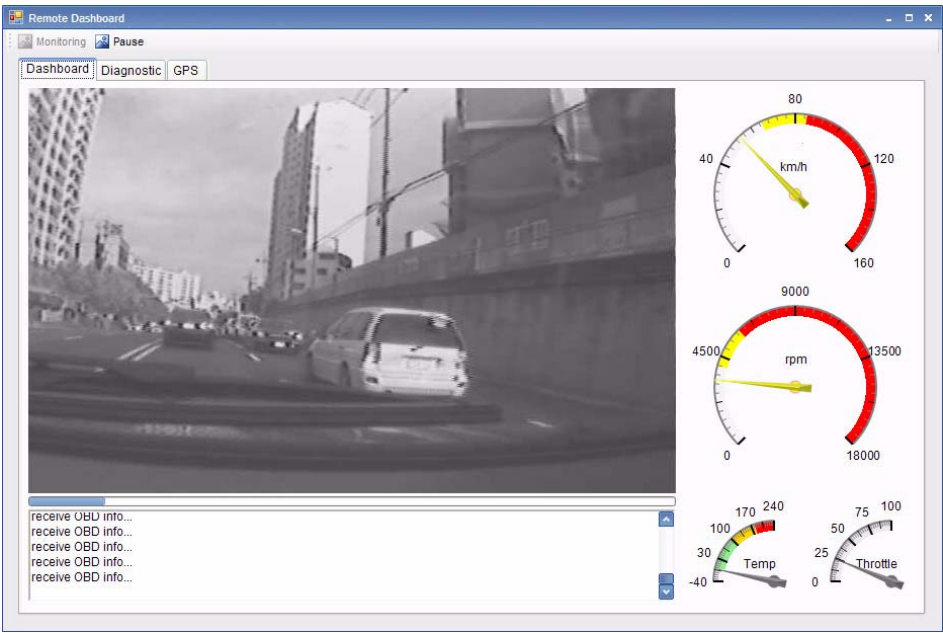 Remote Dashboard
Monitoring Pause
Dashboard Diagnostic GPS
80
40 km/h 120
0 160
9000
4500 rpm 13500
0 18000
receive OBD info...
receive OBD info...
receive OBD info...
receive OBD info...
receive OBD info...
170 240
100
30 Temp
-40
75 100
50
25 Throttle
0